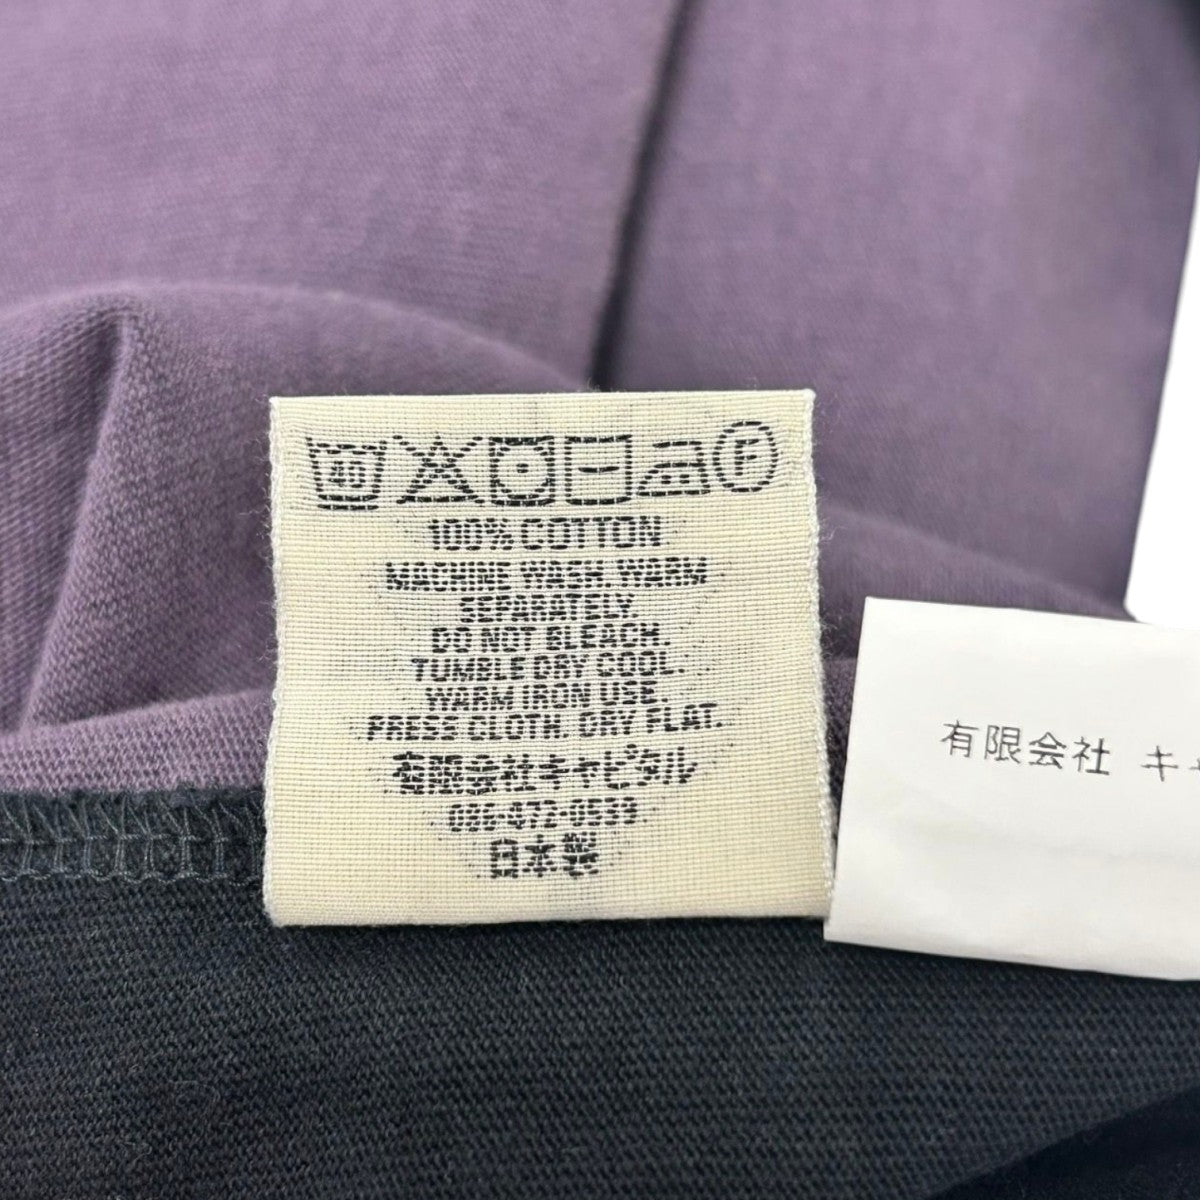 40 F
100% COTTON
MACHINE WASH. WARM
SEPARATELY.
DO NOT BLEACH.
TUMBLE DRY COOL.
WARM IRON USE.
PRESS CLOTH. DRY FLAT.
有限会社キャピタル
086-472-0539
日本製
有限会社 キャ